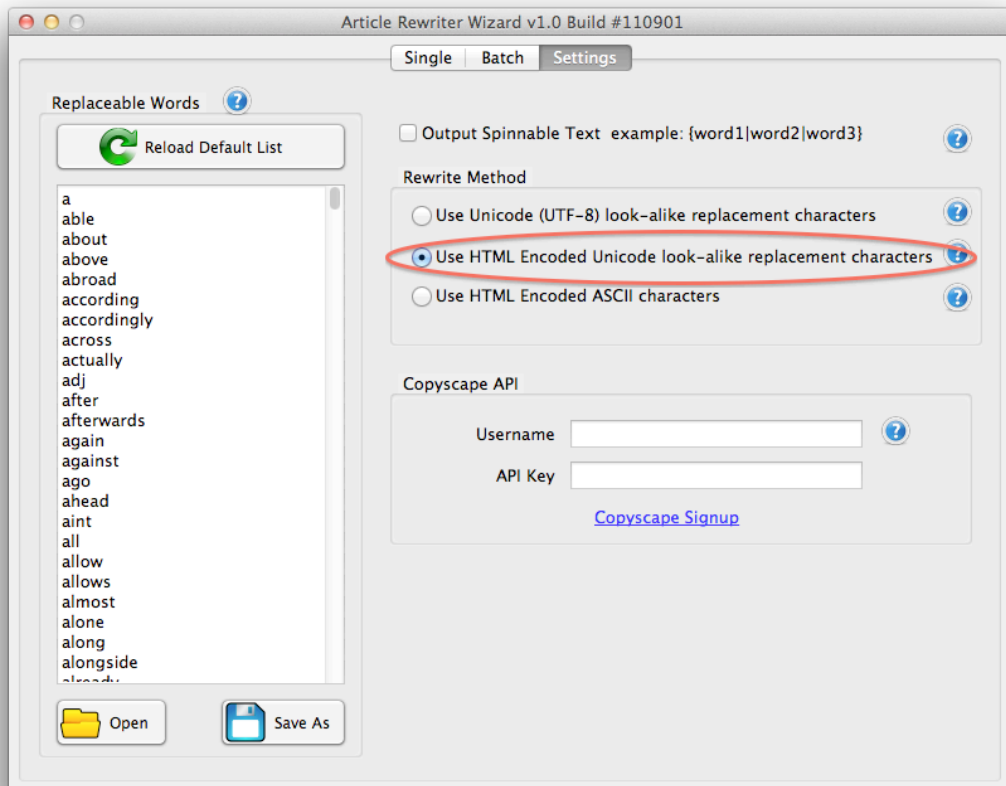 Article Rewriter Wizard v1.0 Build #110901
Single Batch Settings
Replaceable Words
Reload Default List
a
able
about
above
abroad
according
accordingly
across
actually
adj
after
afterwards
again
against
ago
ahead
aint
all
allow
allows
almost
alone
along
alongside
already
Open
Save As
Output Spinnable Text example: {word1|word2|word3}
Rewrite Method
Use Unicode (UTF-8) look-alike replacement characters
Use HTML Encoded Unicode look-alike replacement characters
Use HTML Encoded ASCII characters
Copyscape API
Username
API Key
Copyscape Signup